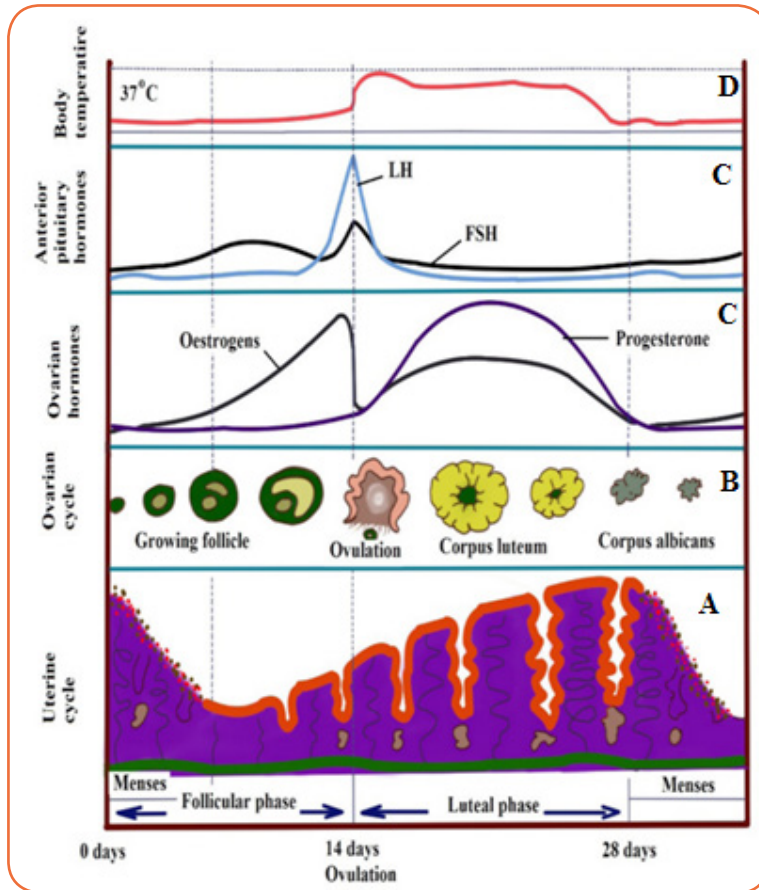 Body
temperatire
37⁰C
D
Anterior
pituitary
hormones
LH
FSH
C
Ovarian
hormones
Oestrogens
Progesterone
C
Ovarian
cycle
B
Growing follicle
Ovulation
Corpus luteum
Corpus albicans
Uterine
cycle
A
Menses
Follicular phase
Luteal phase
Menses
0 days
14 days
Ovulation
28 days